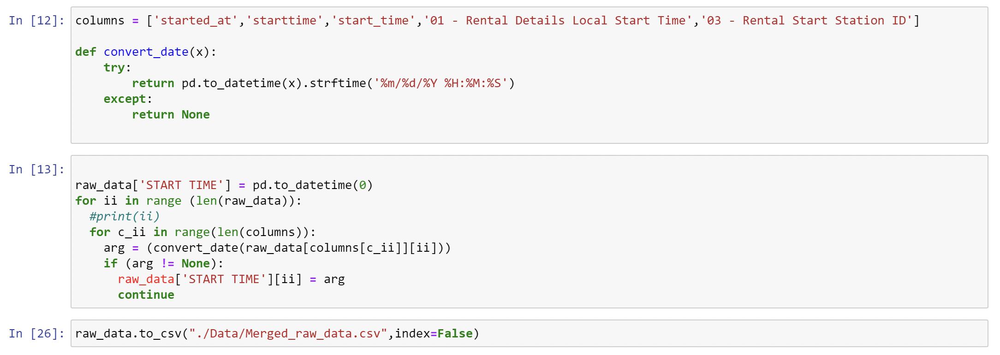 In [12]: columns = ['started_at','starttime','start_time','01 - Rental Details Local Start Time','03 - Rental Start Station ID']
def convert_date(x):
    try:
        return pd.to_datetime(x).strftime('%m/%d/%Y %H:%M:%S')
    except:
        return None
In [13]:
raw_data['START TIME'] = pd.to_datetime(0)
for ii in range (len(raw_data)):
  #print(ii)
  for c_ii in range(len(columns)):
    arg = (convert_date(raw_data[columns[c_ii]][ii]))
    if (arg != None):
      raw_data['START TIME'][ii] = arg
      continue
In [26]: raw_data.to_csv("./Data/Merged_raw_data.csv",index=False)